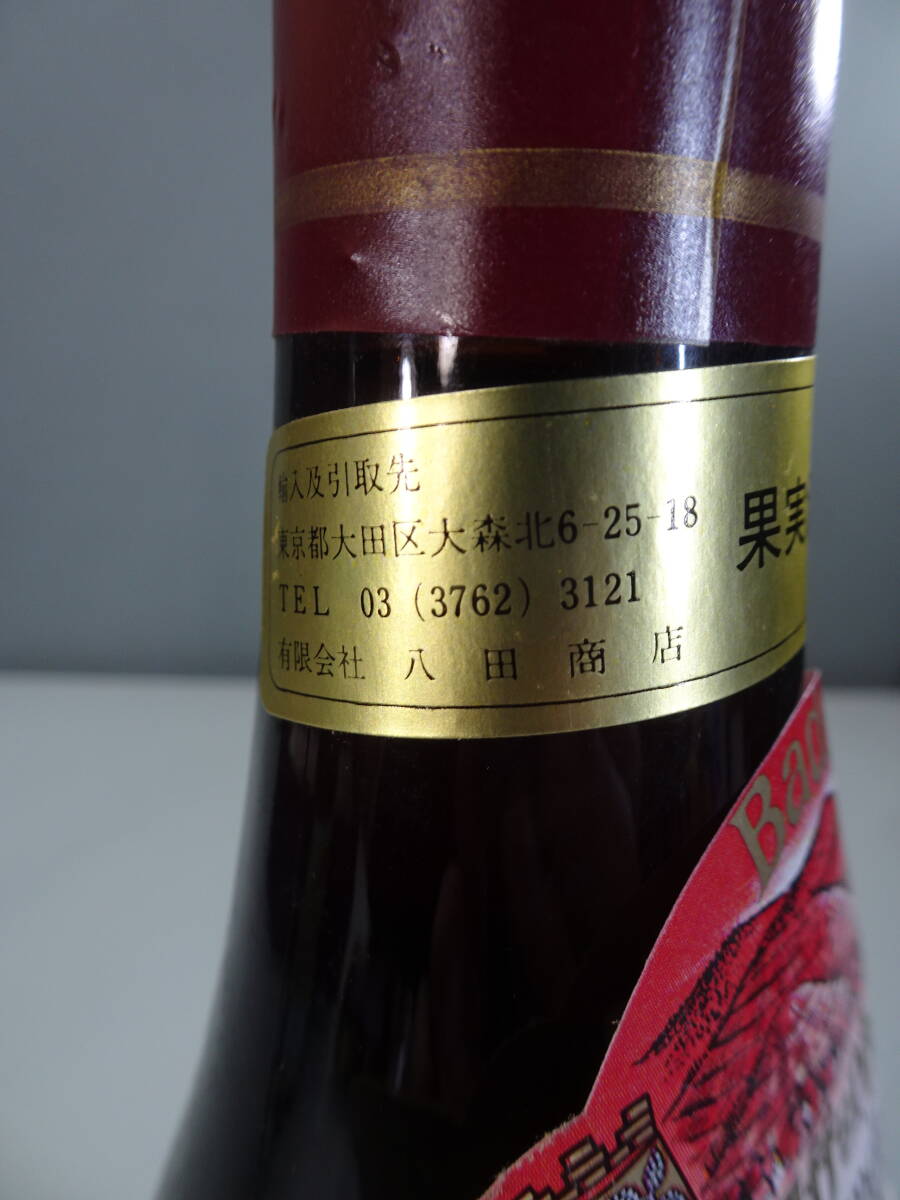 輸入及引取先
東京都大田区大森北6-25-18
TEL 03 (3762) 3121
有限会社 八田商店
果実